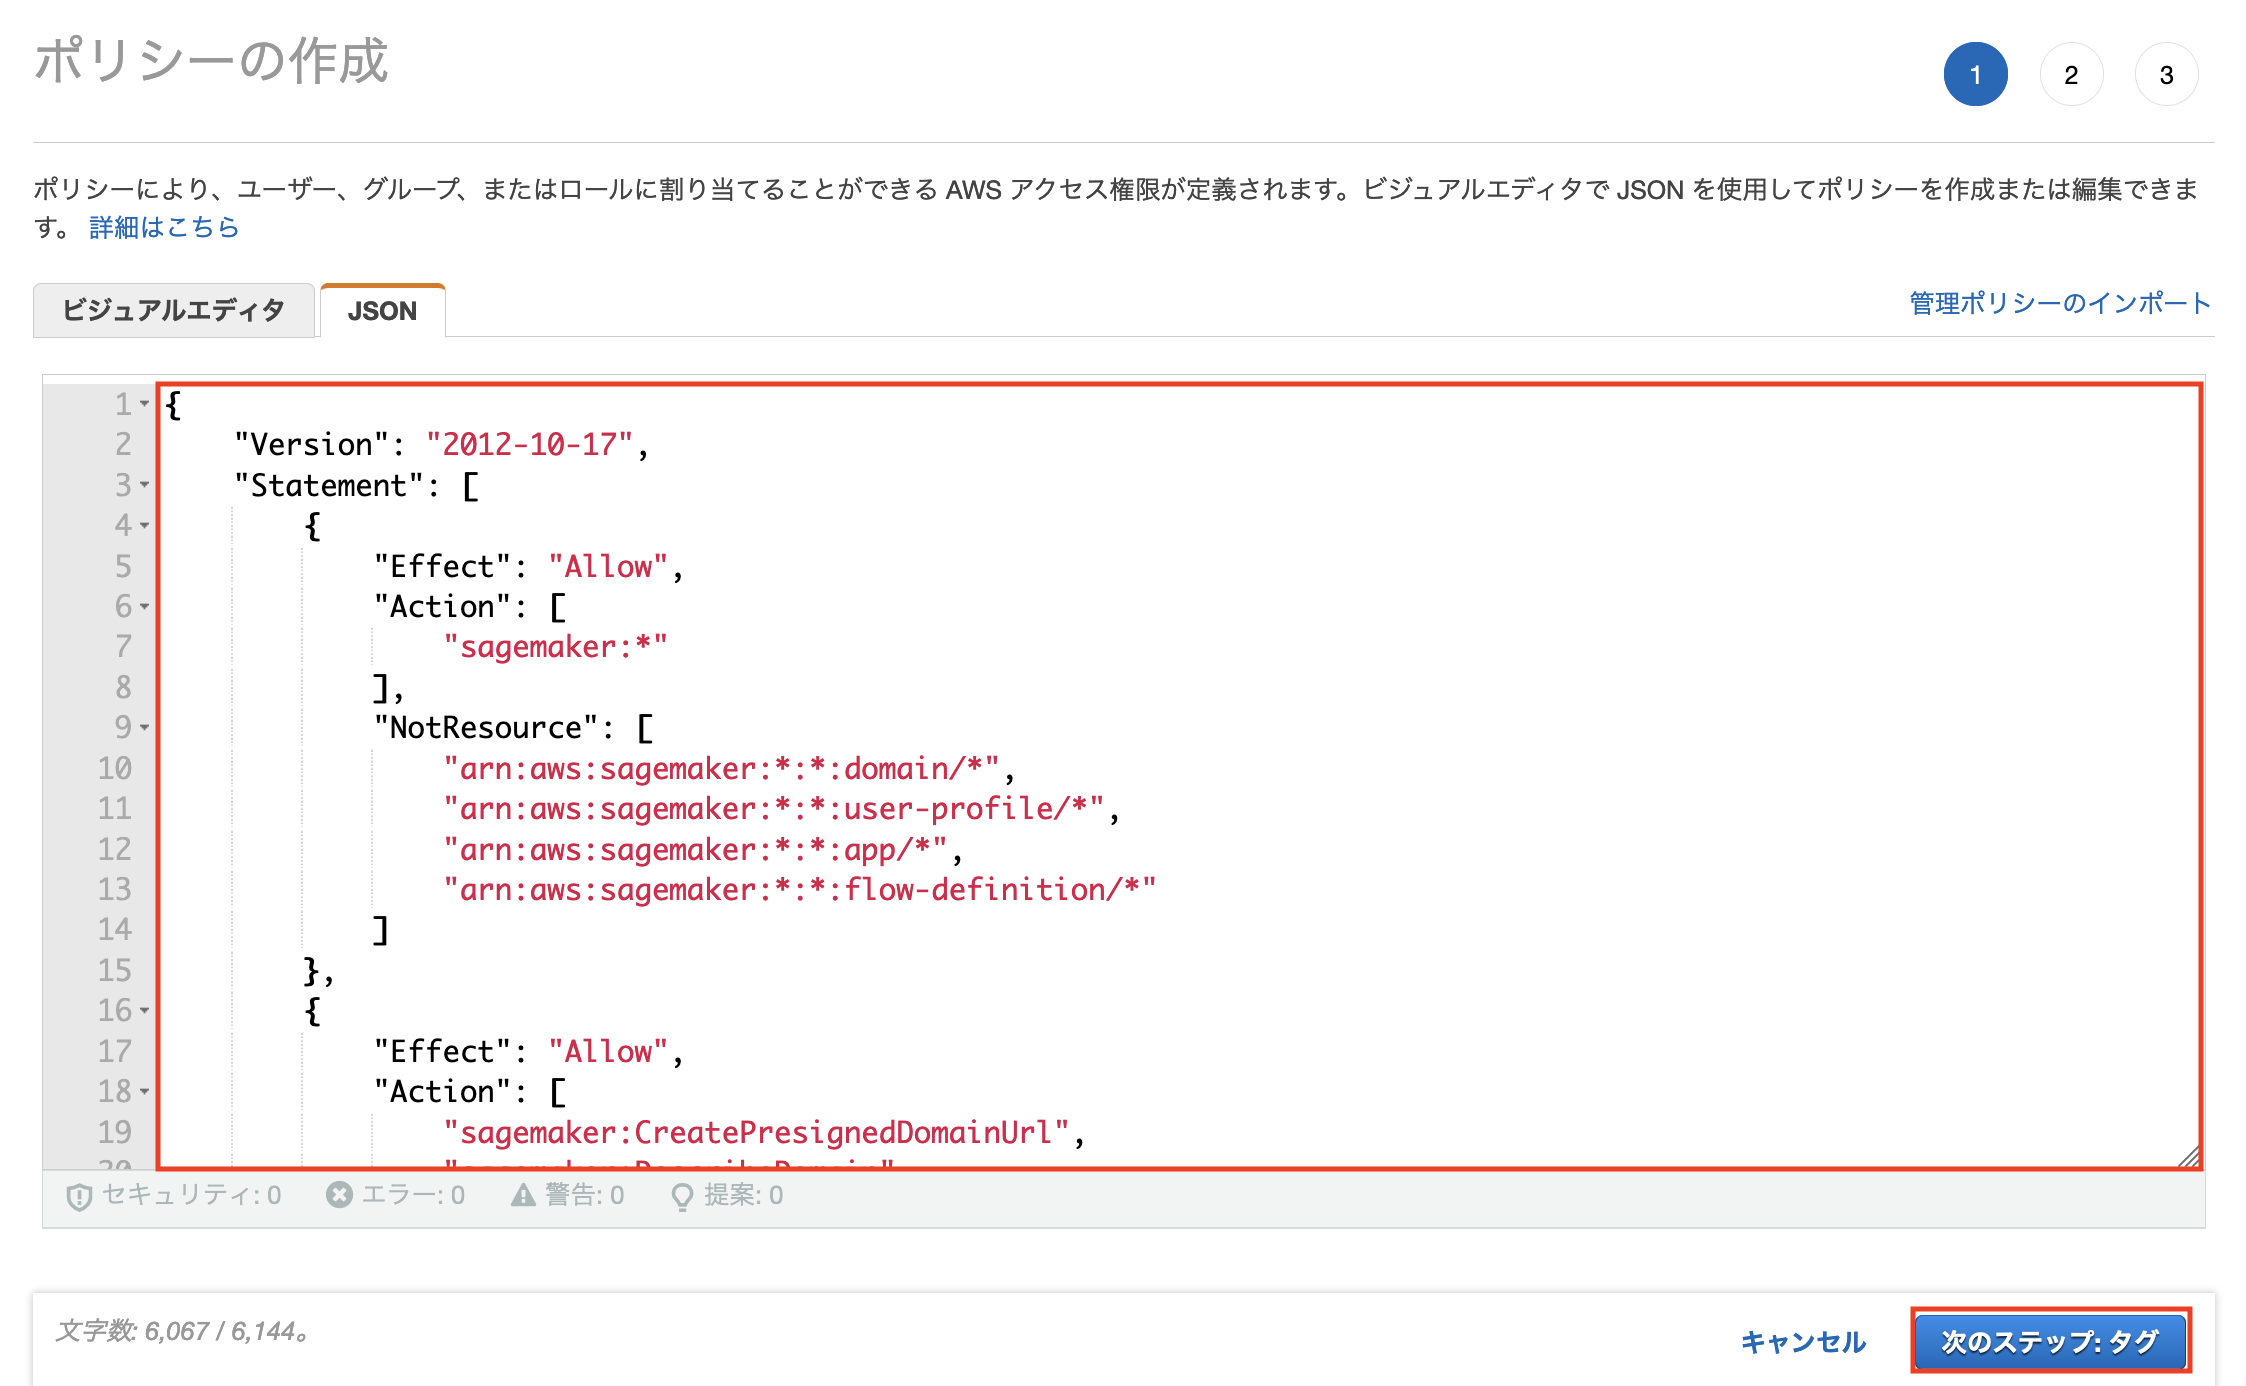 ポリシーの作成
1 2 3
ポリシーにより、ユーザー、グループ、またはロールに割り当てることができる AWS アクセス権限が定義されます。ビジュアルエディタで JSON を使用してポリシーを作成または編集できま
す。 詳細はこちら
ビジュアルエディタ JSON 管理ポリシーのインポート
1 {
2 "Version": "2012-10-17",
3 "Statement": [
4 {
5 "Effect": "Allow",
6 "Action": [
7 "sagemaker:*"
8 ],
9 "NotResource": [
10 "arn:aws:sagemaker:*:*:domain/*",
11 "arn:aws:sagemaker:*:*:user-profile/*",
12 "arn:aws:sagemaker:*:*:app/*",
13 "arn:aws:sagemaker:*:*:flow-definition/*"
14 ]
15 },
16 {
17 "Effect": "Allow",
18 "Action": [
19 "sagemaker:CreatePresignedDomainUrl",
20 "sagemaker:DescribeDomain"
セキュリティ: 0 エラー: 0 警告: 0 提案: 0
文字数: 6,067 / 6,144。
キャンセル 次のステップ: タグ